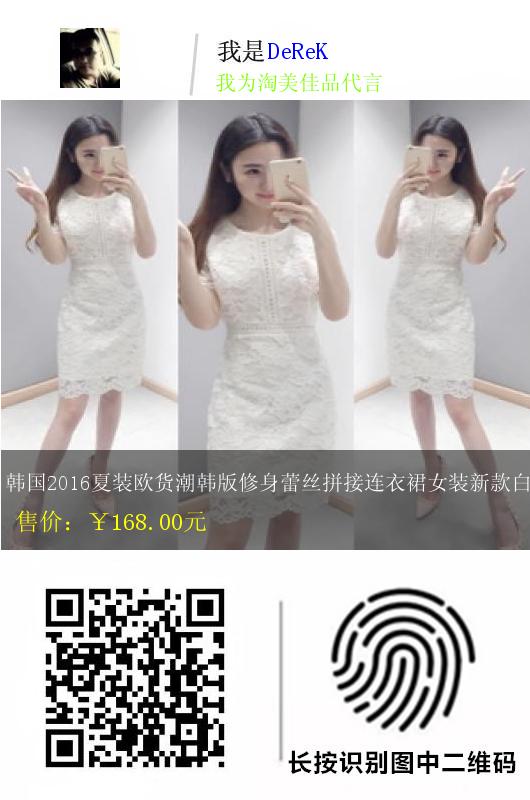 我是DeReK
我为淘美佳品代言
韩国2016夏装欧货潮韩版修身蕾丝拼接连衣裙女装新款白
售价：￥168.00元
长按识别图中二维码